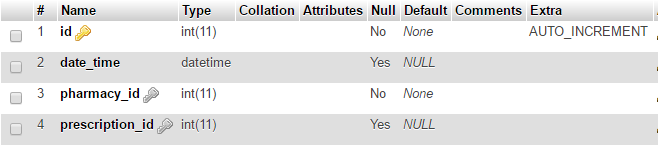 # Name Type Collation Attributes Null Default Comments Extra
1 id int(11) No None AUTO_INCREMENT
2 date_time datetime Yes NULL
3 pharmacy_id int(11) No None
4 prescription_id int(11) Yes NULL